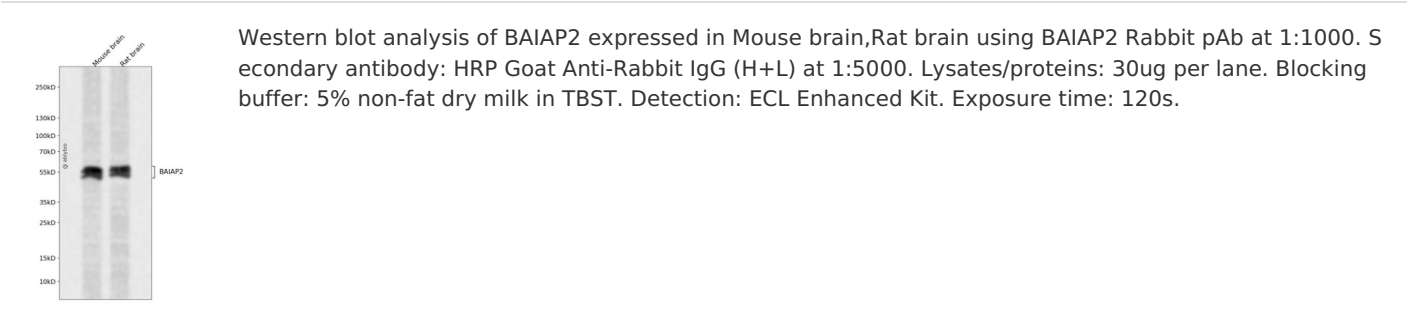 Mouse brain
Rat brain
250kD
130kD
100kD
70kD
55kD
35kD
25kD
15kD
10kD
@ ablybio
BAIAP2
Western blot analysis of BAIAP2 expressed in Mouse brain,Rat brain using BAIAP2 Rabbit pAb at 1:1000. S
econdary antibody: HRP Goat Anti-Rabbit IgG (H+L) at 1:5000. Lysates/proteins: 30ug per lane. Blocking
buffer: 5% non-fat dry milk in TBST. Detection: ECL Enhanced Kit. Exposure time: 120s.